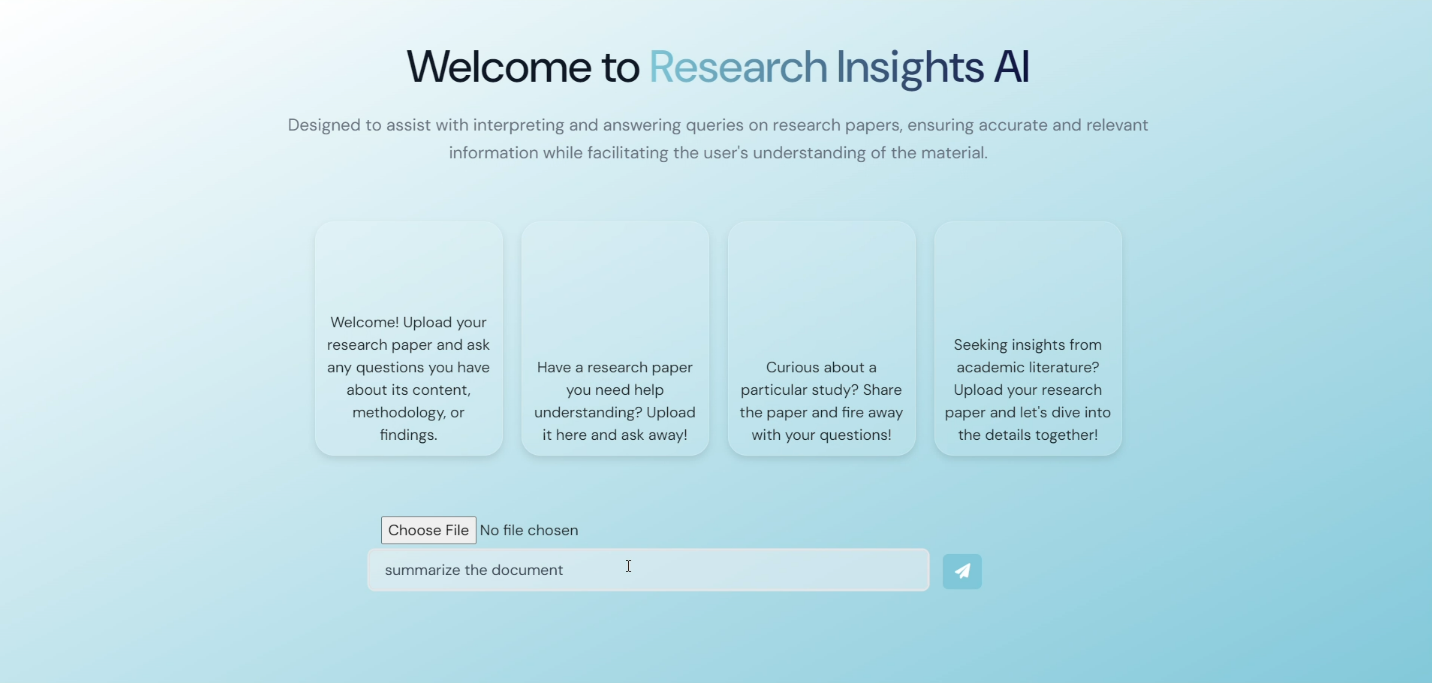 Welcome to Research Insights AI
Designed to assist with interpreting and answering queries on research papers, ensuring accurate and relevant
information while facilitating the user's understanding of the material.
Welcome! Upload your
research paper and ask
any questions you have
about its content,
methodology, or
findings.
Have a research paper
you need help
understanding? Upload
it here and ask away!
Curious about a
particular study? Share
the paper and fire away
with your questions!
Seeking insights from
academic literature?
Upload your research
paper and let's dive into
the details together!
Choose File No file chosen
summarize the document